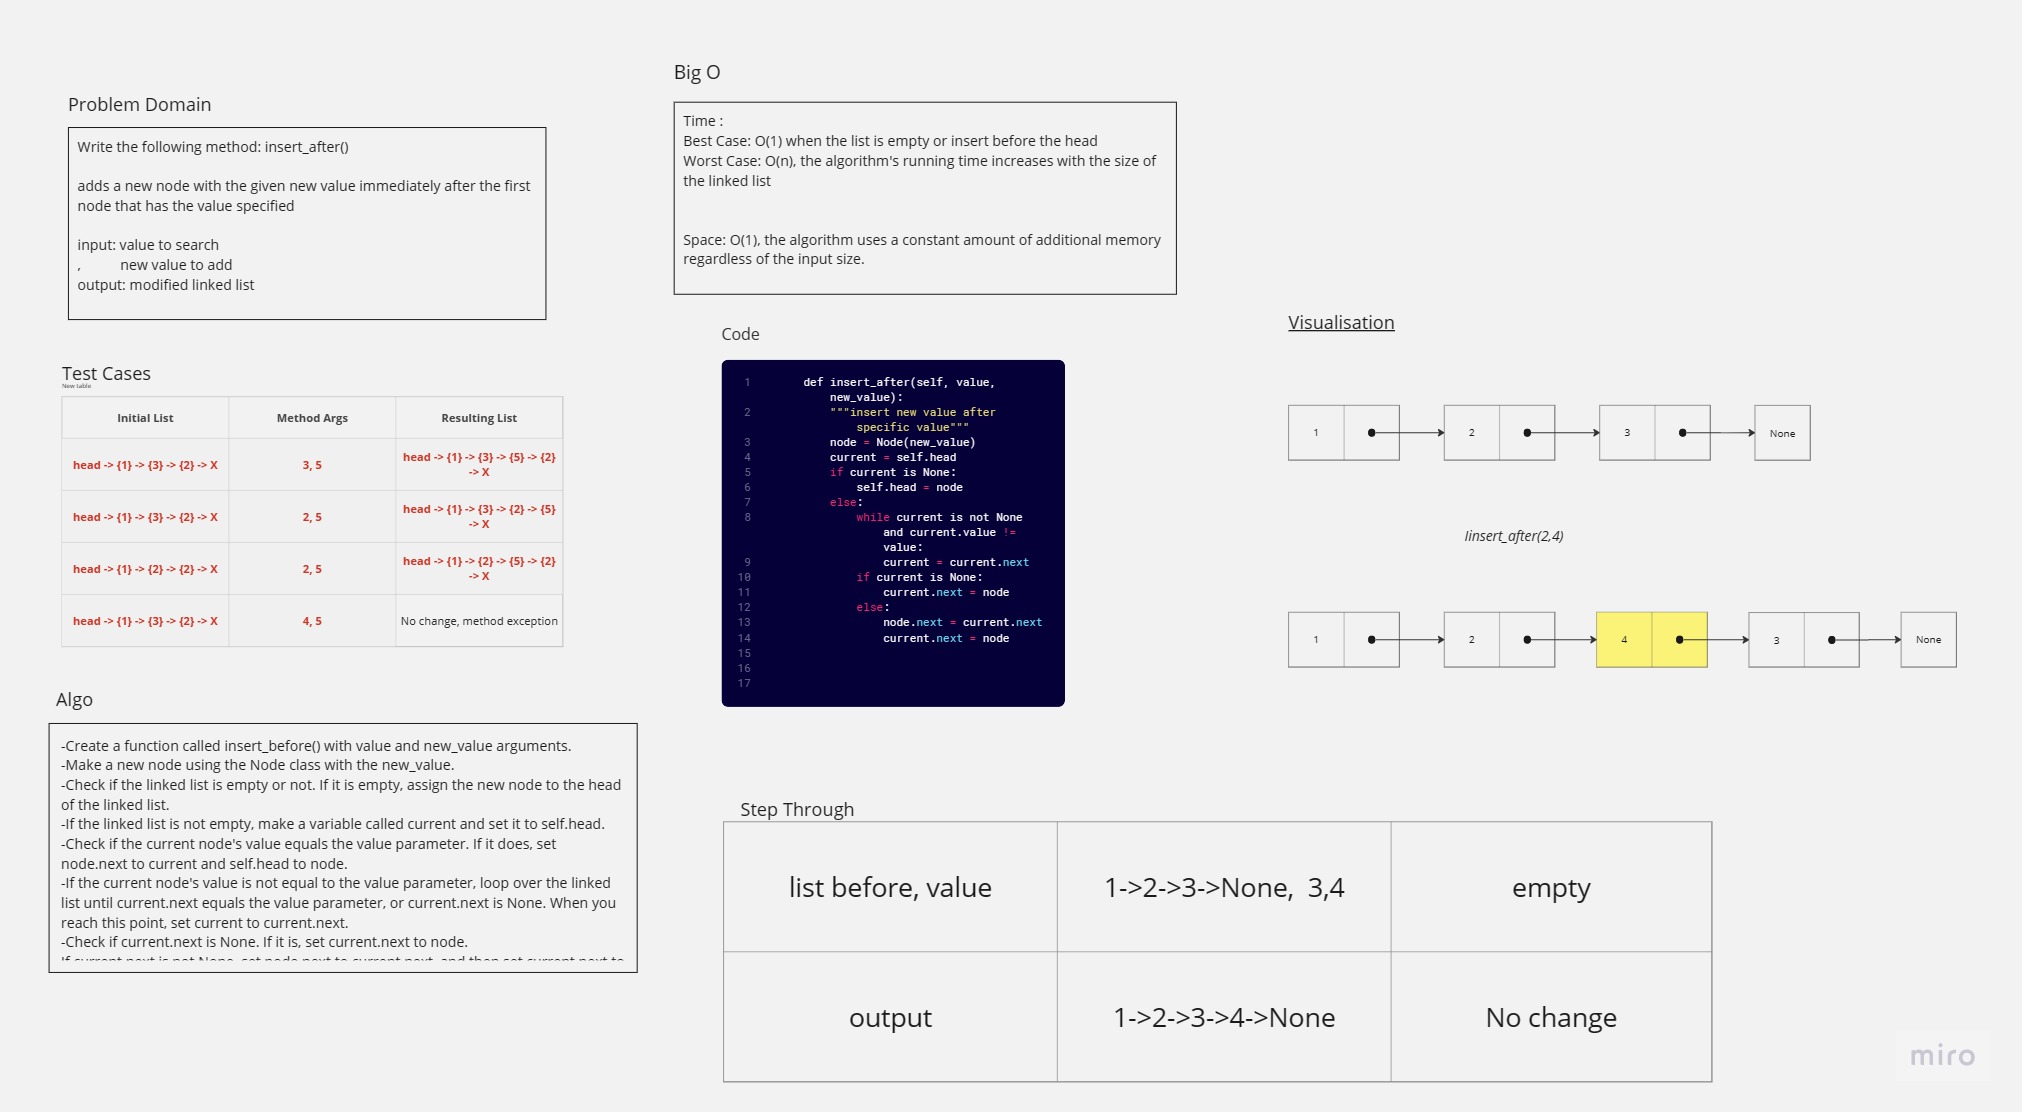 Problem Domain
Write the following method: insert_after()
adds a new node with the given new value immediately after the first
node that has the value specified
input: value to search
, new value to add
output: modified linked list
Test Cases
New table
Initial List Method Args Resulting List
head -> {1} -> {3} -> {2} -> X 3, 5 head -> {1} -> {3} -> {5} -> {2}
-> X
head -> {1} -> {3} -> {2} -> X 2, 5 head -> {1} -> {3} -> {2} -> {5}
-> X
head -> {1} -> {2} -> {2} -> X 2, 5 head -> {1} -> {2} -> {5} -> {2}
-> X
head -> {1} -> {3} -> {2} -> X 4, 5 No change, method exception
Algo
-Create a function called insert_before() with value and new_value arguments.
-Make a new node using the Node class with the new_value.
-Check if the linked list is empty or not. If it is empty, assign the new node to the head
of the linked list.
-If the linked list is not empty, make a variable called current and set it to self.head.
-Check if the current node's value equals the value parameter. If it does, set
node.next to current and self.head to node.
-If the current node's value is not equal to the value parameter, loop over the linked
list until current.next equals the value parameter, or current.next is None. When you
reach this point, set current to current.next.
-Check if current.next is None. If it is, set current.next to node.
If current.next is not None, set node.next to current.next, and then set current.next to
Big O
Time :
Best Case: O(1) when the list is empty or insert before the head
Worst Case: O(n), the algorithm's running time increases with the size of
the linked list
Space: O(1), the algorithm uses a constant amount of additional memory
regardless of the input size.
Code
1 def insert_after(self, value,
new_value):
2 """insert new value after
specific value"""
3 node = Node(new_value)
4 current = self.head
5 if current is None:
6 self.head = node
7 else:
8 while current is not None
and current.value !=
value:
9 current = current.next
10 if current is None:
11 current.next = node
12 else:
13 node.next = current.next
14 current.next = node
15
16
17
Visualisation
1 2 3 None
linsert_after(2,4)
1 2 4 3 None
Step Through
list before, value 1->2->3->None, 3,4 empty
output 1->2->3->4->None No change
miro